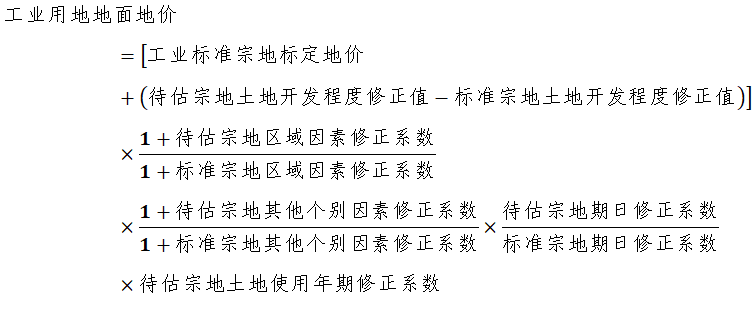 工业用地地面地价
=[工业标准宗地标定地价
+(待估宗地土地开发程度修正值-标准宗地土地开发程度修正值)]
×
1+待估宗地区域因素修正系数
1+标准宗地区域因素修正系数
×
1+待估宗地其他个别因素修正系数
1+标准宗地其他个别因素修正系数
×
待估宗地期日修正系数
标准宗地期日修正系数
×待估宗地土地使用年期修正系数